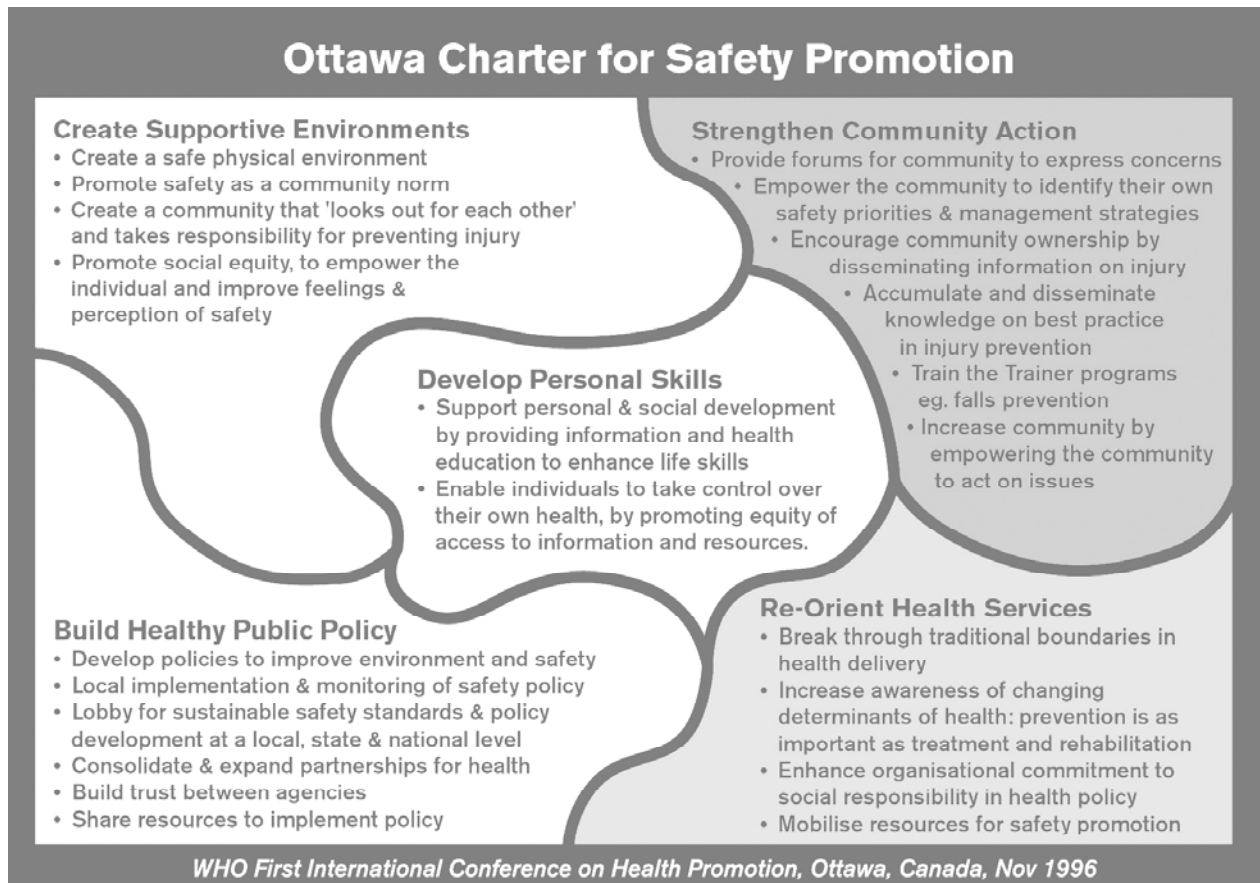 Ottawa Charter for Safety Promotion
Create Supportive Environments
• Create a safe physical environment
• Promote safety as a community norm
• Create a community that 'looks out for each other'
and takes responsibility for preventing injury
• Promote social equity, to empower the
individual and improve feelings &
perception of safety
Strengthen Community Action
• Provide forums for community to express concerns
• Empower the community to identify their own
safety priorities & management strategies
• Encourage community ownership by
disseminating information on injury
• Accumulate and disseminate
knowledge on best practice
in injury prevention
• Train the Trainer programs
eg. falls prevention
• Increase community by
empowering the community
to act on issues
Develop Personal Skills
• Support personal & social development
by providing information and health
education to enhance life skills
• Enable individuals to take control over
their own health, by promoting equity of
access to information and resources.
Build Healthy Public Policy
• Develop policies to improve environment and safety
• Local implementation & monitoring of safety policy
• Lobby for sustainable safety standards & policy
development at a local, state & national level
• Consolidate & expand partnerships for health
• Build trust between agencies
• Share resources to implement policy
Re-Orient Health Services
• Break through traditional boundaries in
health delivery
• Increase awareness of changing
determinants of health: prevention is as
important as treatment and rehabilitation
• Enhance organisational commitment to
social responsibility in health policy
• Mobilise resources for safety promotion
WHO First International Conference on Health Promotion, Ottawa, Canada, Nov 1996